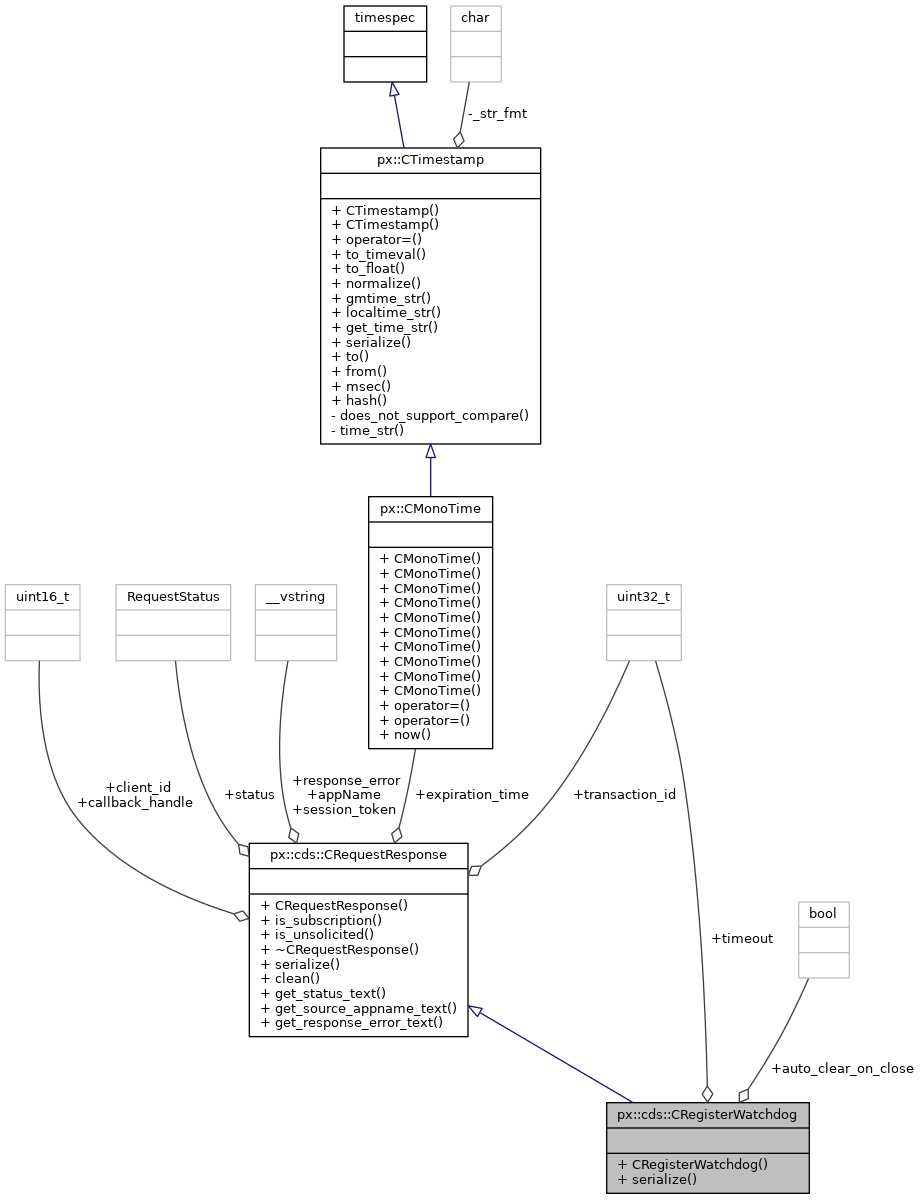 timespec
char
-_str_fmt
px::CTimestamp
+ CTimestamp()
+ CTimestamp()
+ operator=()
+ to_timeval()
+ to_float()
+ normalize()
+ gmtime_str()
+ localtime_str()
+ get_time_str()
+ serialize()
+ to()
+ from()
+ msec()
+ hash()
- does_not_support_compare()
- time_str()
px::CMonoTime
+ CMonoTime()
+ CMonoTime()
+ CMonoTime()
+ CMonoTime()
+ CMonoTime()
+ CMonoTime()
+ CMonoTime()
+ CMonoTime()
+ CMonoTime()
+ CMonoTime()
+ operator=()
+ operator=()
+ now()
uint16_t
RequestStatus
__vstring
uint32_t
+client_id
+callback_handle
+status
+response_error
+appName
+session_token
+expiration_time
+transaction_id
px::cds::CRequestResponse
+ CRequestResponse()
+ is_subscription()
+ is_unsolicited()
+ ~CRequestResponse()
+ serialize()
+ clean()
+ get_status_text()
+ get_source_appname_text()
+ get_response_error_text()
+timeout
bool
+auto_clear_on_close
px::cds::CRegisterWatchdog
+ CRegisterWatchdog()
+ serialize()